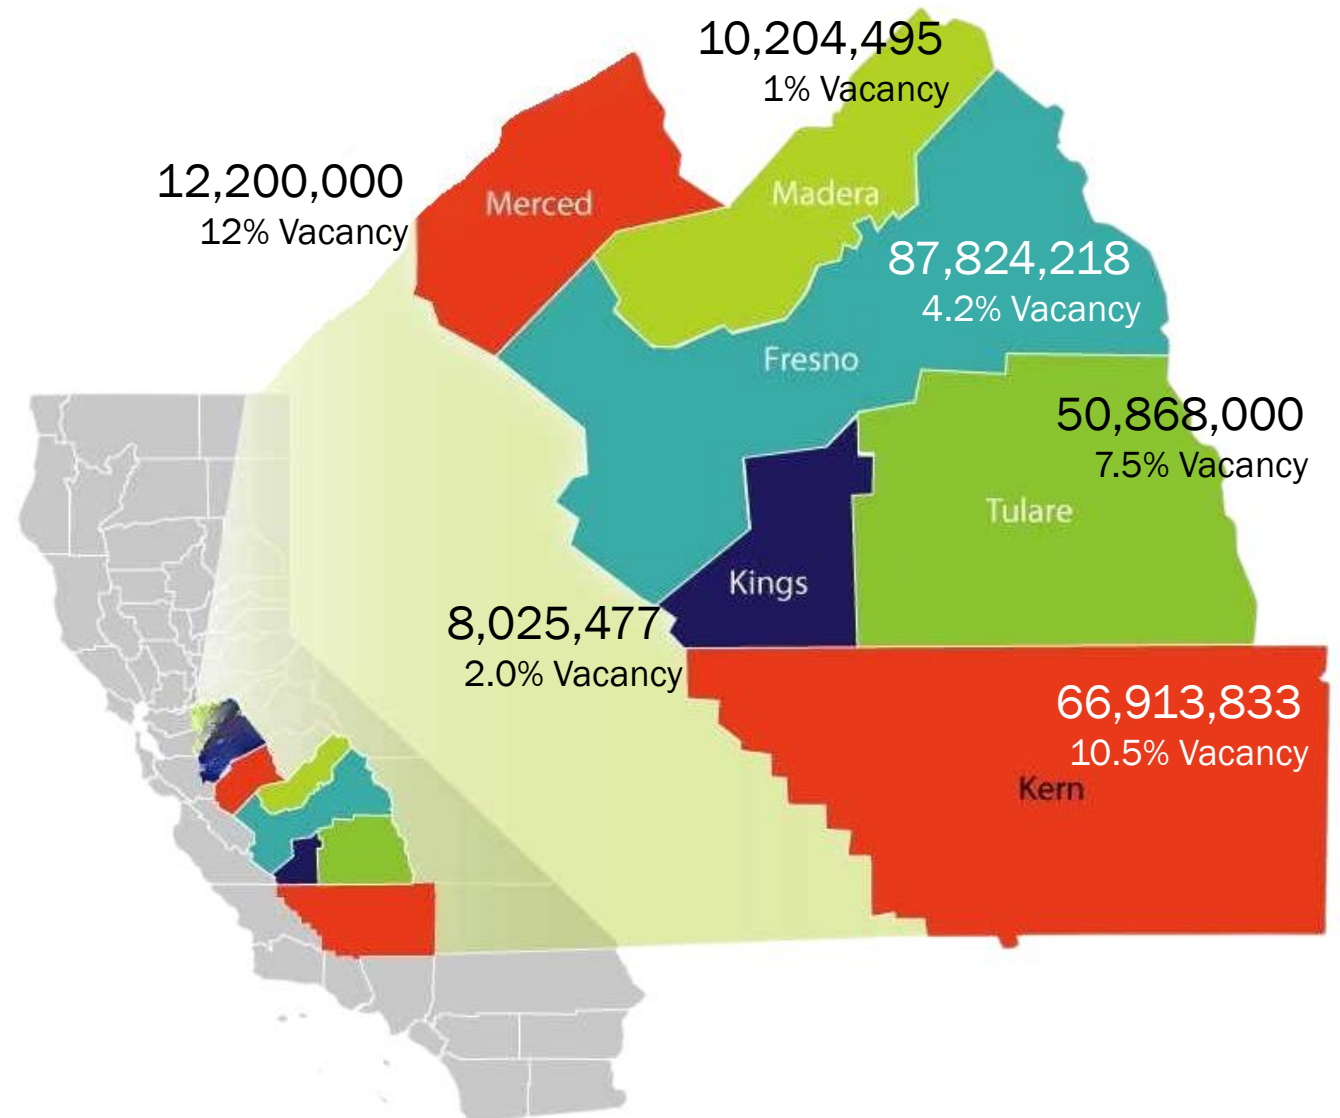 10,204,495
1% Vacancy
12,200,000
12% Vacancy
Merced
Madera
87,824,218
4.2% Vacancy
Fresno
50,868,000
7.5% Vacancy
Tulare
Kings
8,025,477
2.0% Vacancy
66,913,833
10.5% Vacancy
Kern